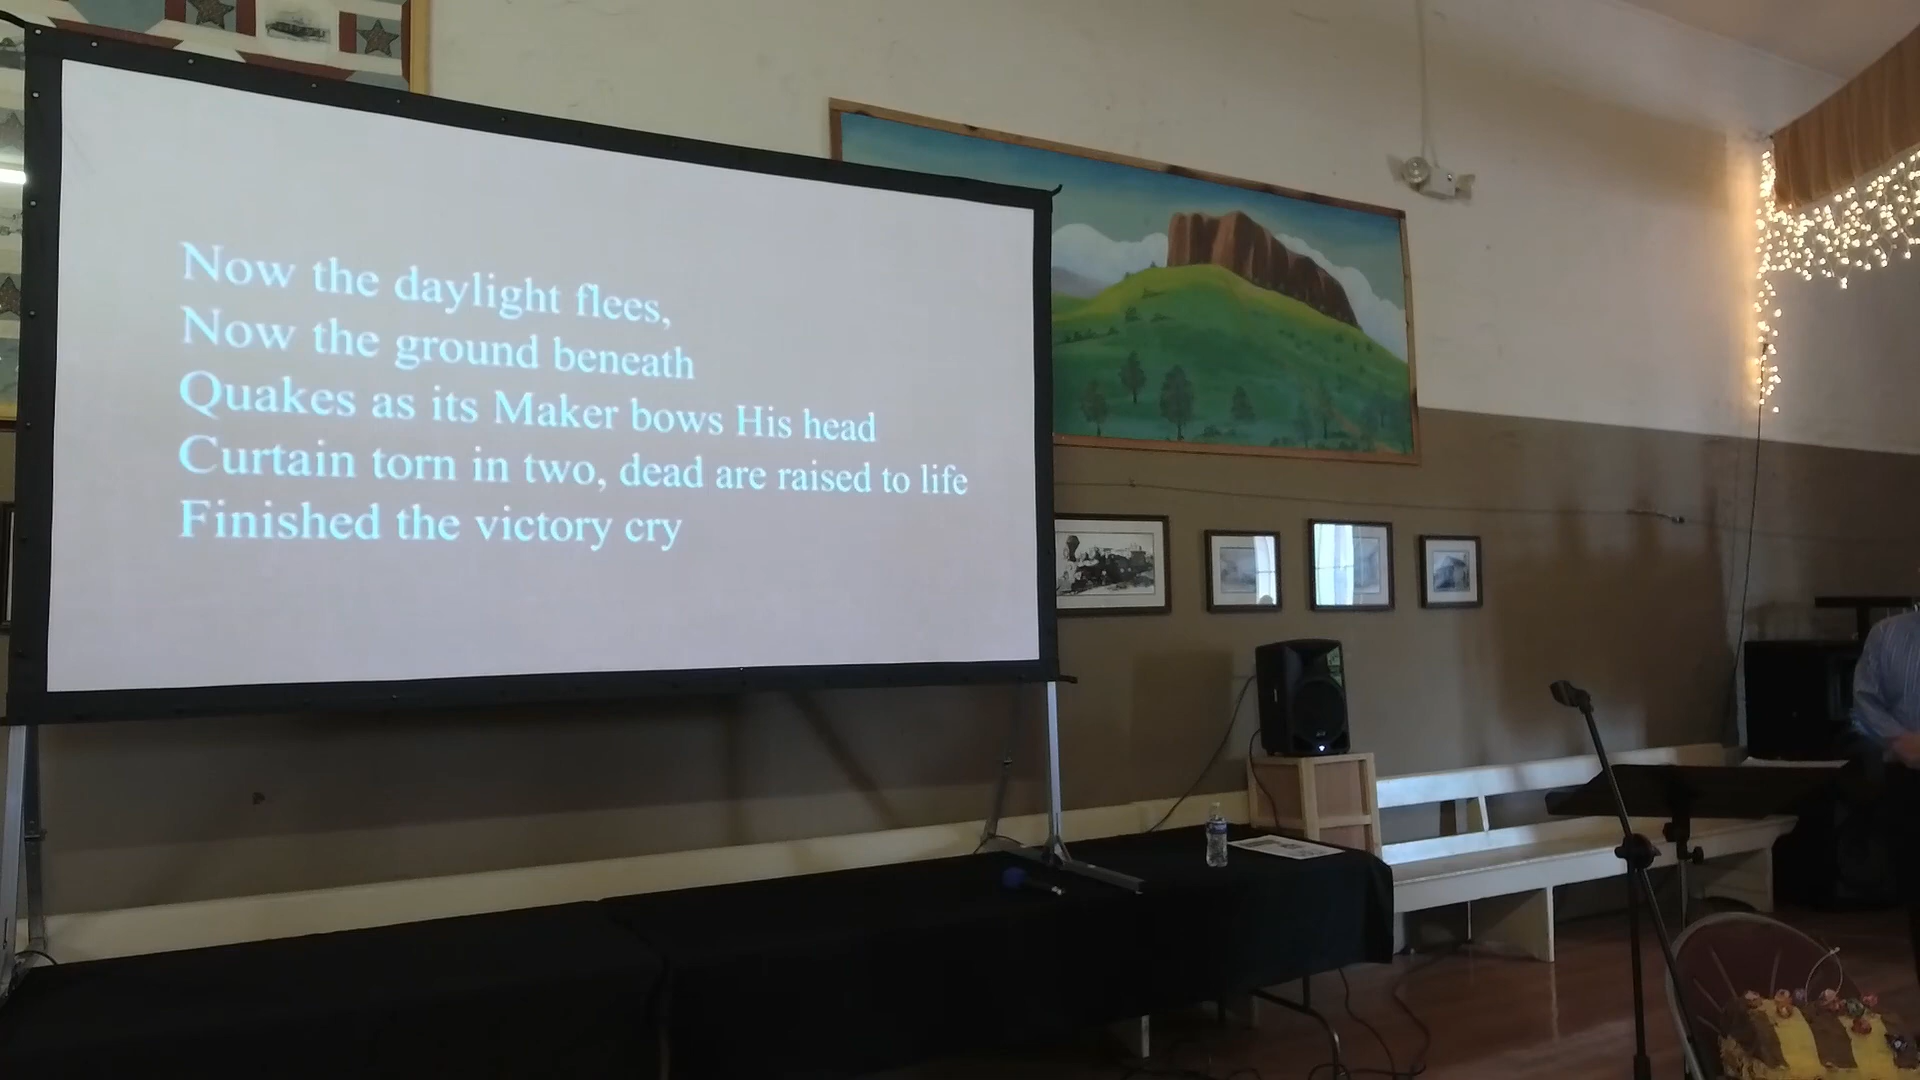 Now the daylight flees,
Now the ground beneath
Quakes as its Maker bows His head
Curtain torn in two, dead are raised to life
Finished the victory cry